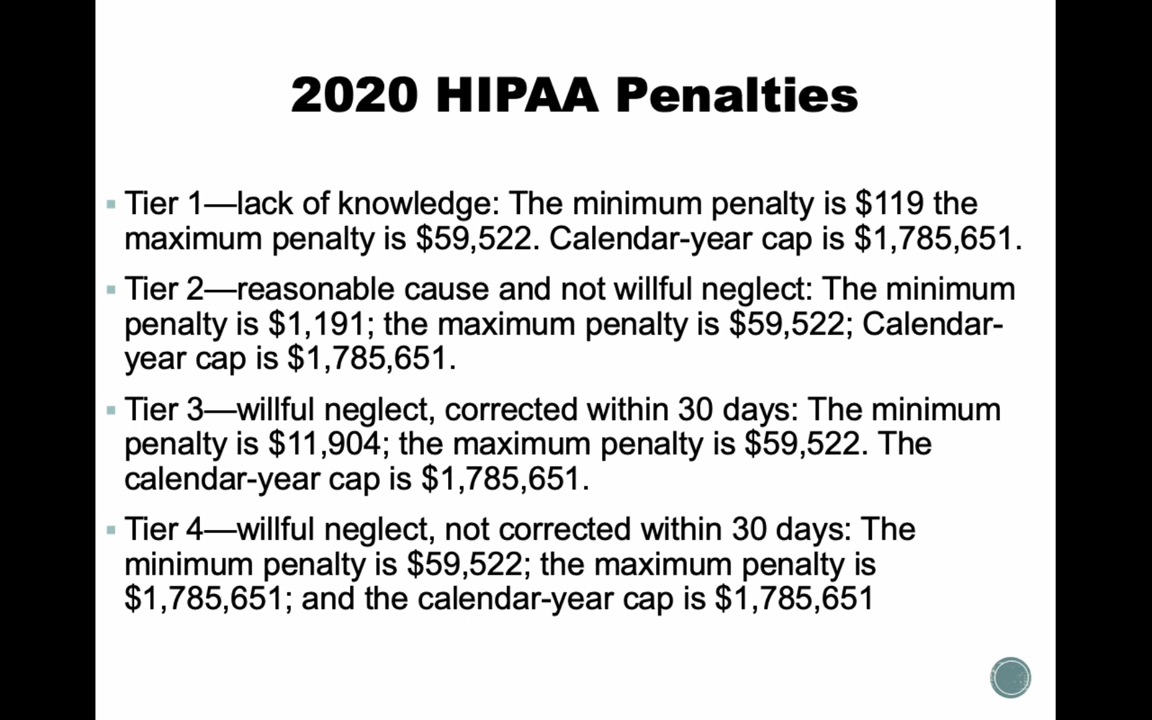 2020 HIPAA Penalties
▪ Tier 1—lack of knowledge: The minimum penalty is $119 the
maximum penalty is $59,522. Calendar-year cap is $1,785,651.
▪ Tier 2—reasonable cause and not willful neglect: The minimum
penalty is $1,191; the maximum penalty is $59,522; Calendar-
year cap is $1,785,651.
▪ Tier 3—willful neglect, corrected within 30 days: The minimum
penalty is $11,904; the maximum penalty is $59,522. The
calendar-year cap is $1,785,651.
▪ Tier 4—willful neglect, not corrected within 30 days: The
minimum penalty is $59,522; the maximum penalty is
$1,785,651; and the calendar-year cap is $1,785,651